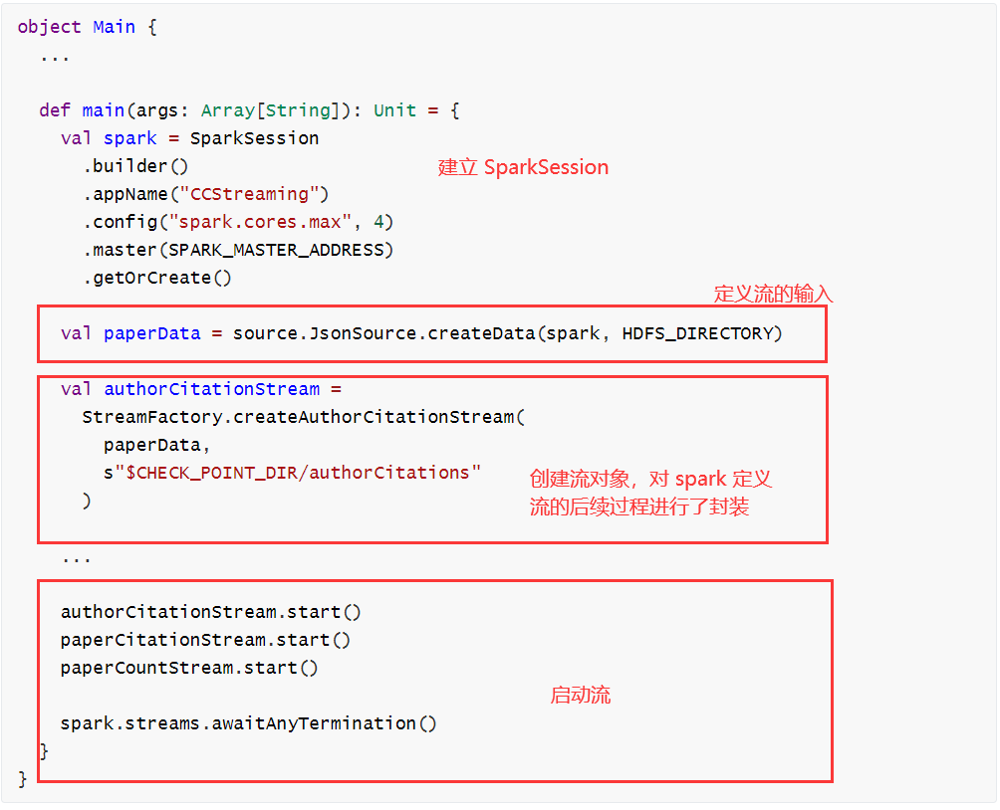 object Main {
...
def main(args: Array[String]): Unit = {
val spark = SparkSession
.builder()
建立 SparkSession
.appName("CCStreaming")
.config("spark.cores.max", 4)
.master(SPARK_MASTER_ADDRESS)
.getOrCreate()
定义流的输入
val paperData = source.JsonSource.createData(spark, HDFS_DIRECTORY)
val authorCitationStream =
StreamFactory.createAuthorCitationStream(
paperData,
s"$CHECK_POINT_DIR/authorCitations"
)
创建流对象，对 spark 定义
流的后续过程进行了封装
...
authorCitationStream.start()
paperCitationStream.start()
paperCountStream.start()
启动流
spark.streams.awaitAnyTermination()
}
}